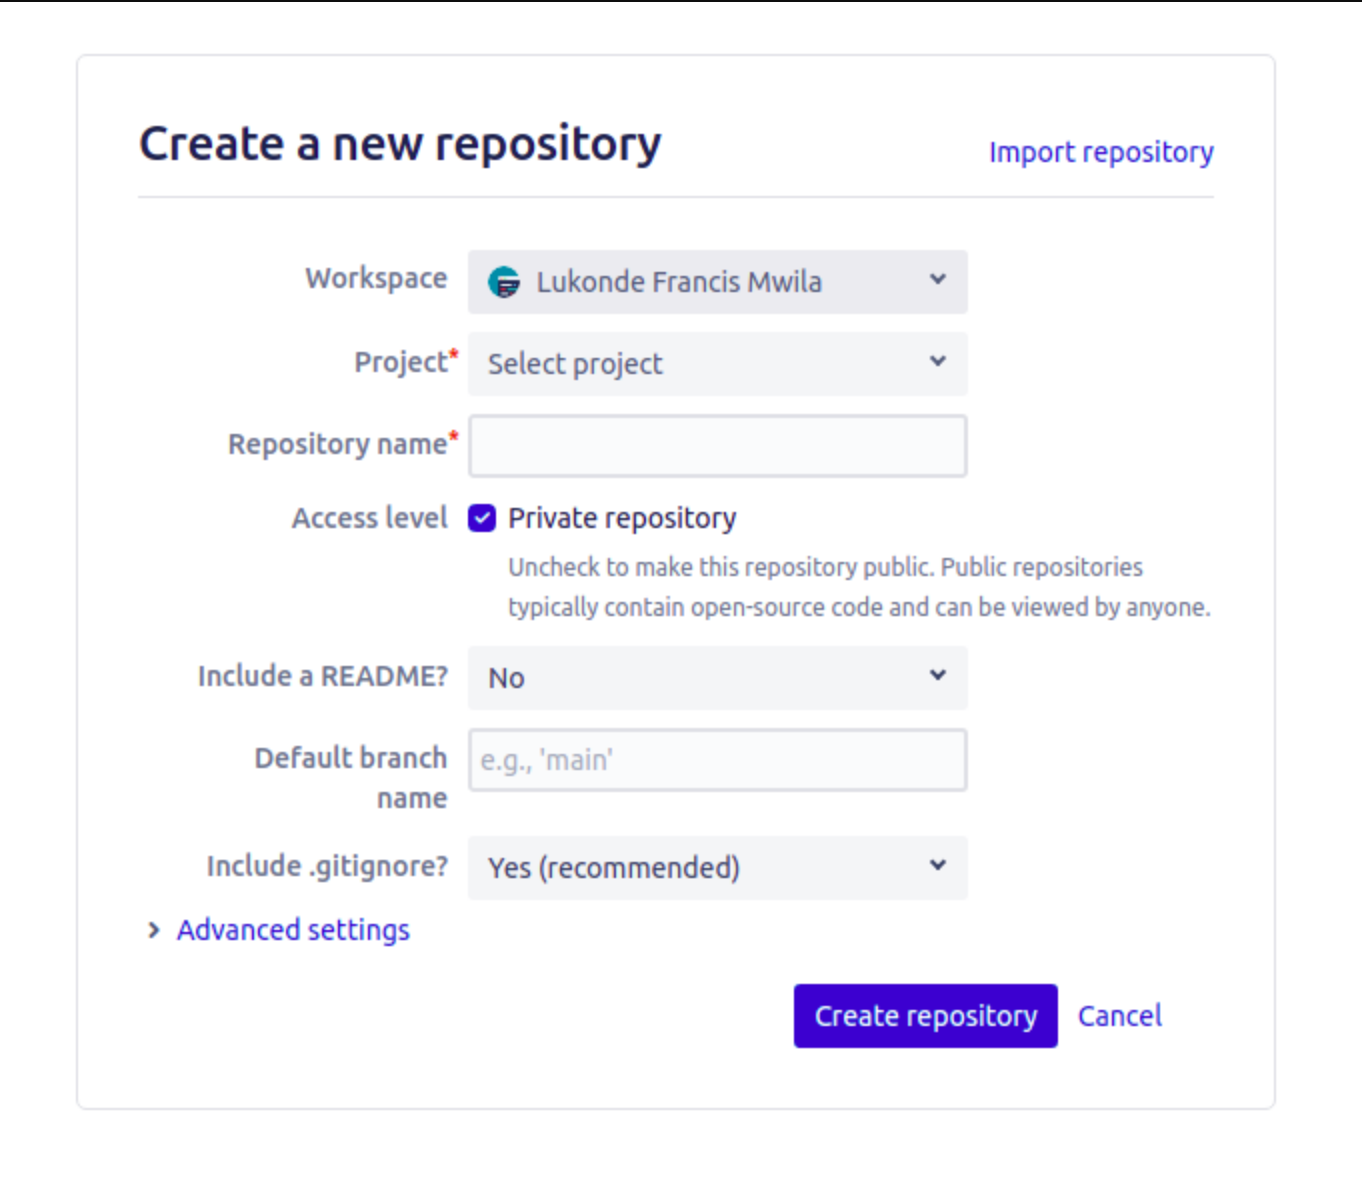 Create a new repository
Import repository
Workspace
Lukonde Francis Mwila
Project*
Select project
Repository name*
Access level
Private repository
Uncheck to make this repository public. Public repositories
typically contain open-source code and can be viewed by anyone.
Include a README?
No
Default branch
name
e.g., 'main'
Include .gitignore?
Yes (recommended)
Advanced settings
Create repository
Cancel